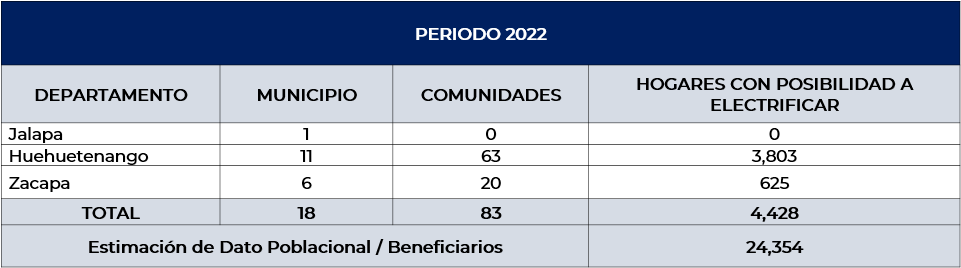 PERIODO 2022
DEPARTAMENTO MUNICIPIO COMUNIDADES HOGARES CON POSIBILIDAD A
ELECTRIFICAR
Jalapa 1 0 0
Huehuetenango 11 63 3,803
Zacapa 6 20 625
TOTAL 18 83 4,428
Estimación de Dato Poblacional / Beneficiarios 24,354